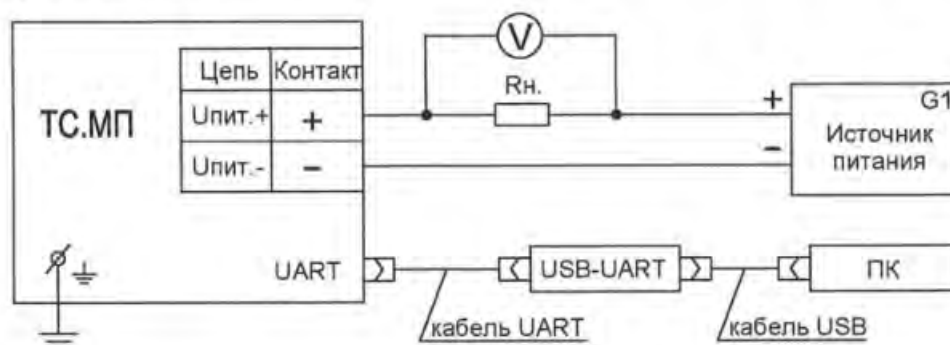 V
Цепь Контакт
Rн.
+ G1
ТС.МП
Uпит.+ +
Источник
питания
Uпит.- −
−
UART
USB-UART
ПК
кабель UART
кабель USB